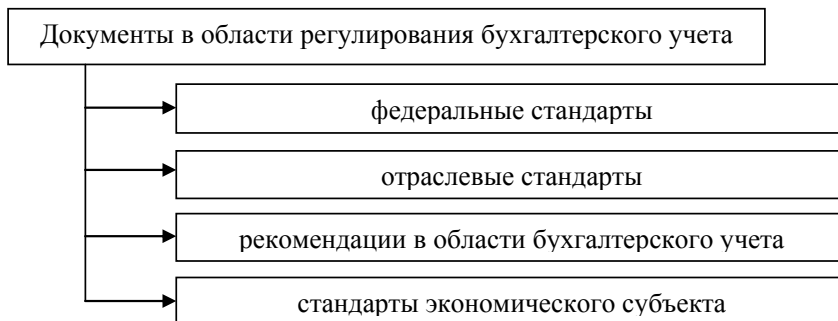 Документы в области регулирования бухгалтерского учета
федеральные стандарты
отраслевые стандарты
рекомендации в области бухгалтерского учета
стандарты экономического субъекта